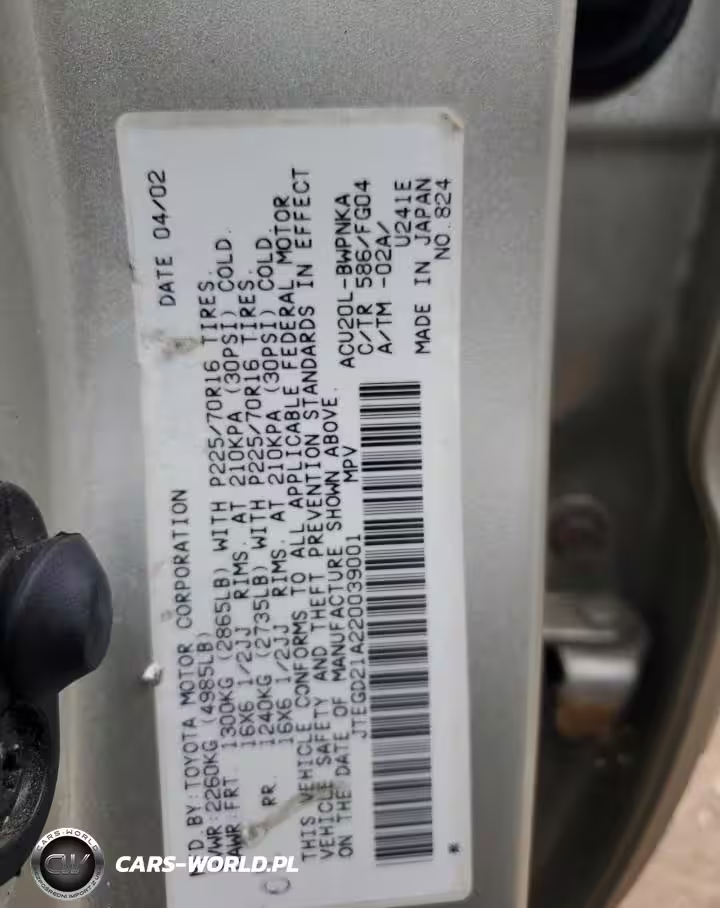 MFD BY: TOYOTA MOTOR CORPORATION DATE 04/02
GVWR: 2260KG (4985LB)
GAWR: FRT. 1300KG (2865LB) WITH P225/70R16 TIRES.
16X6 1/2JJ RIMS. AT 210KPA (30PSI) COLD.
RR. 1240KG (2735LB) WITH P225/70R16 TIRES.
16X6 1/2JJ RIMS. AT 210KPA (30PSI) COLD.
THIS VEHICLE CONFORMS TO ALL APPLICABLE FEDERAL MOTOR
VEHICLE SAFETY AND THEFT PREVENTION STANDARDS IN EFFECT
ON THE DATE OF MANUFACTURE SHOWN ABOVE.
JTEGD21A220039001 MPV
ACU20L-BWPNKA
C/TR 586/FG04
A/TM -02A/
U241E
MADE IN JAPAN
NO.824
*
CARS-WORLD
CW
CARS-WORLD.PL